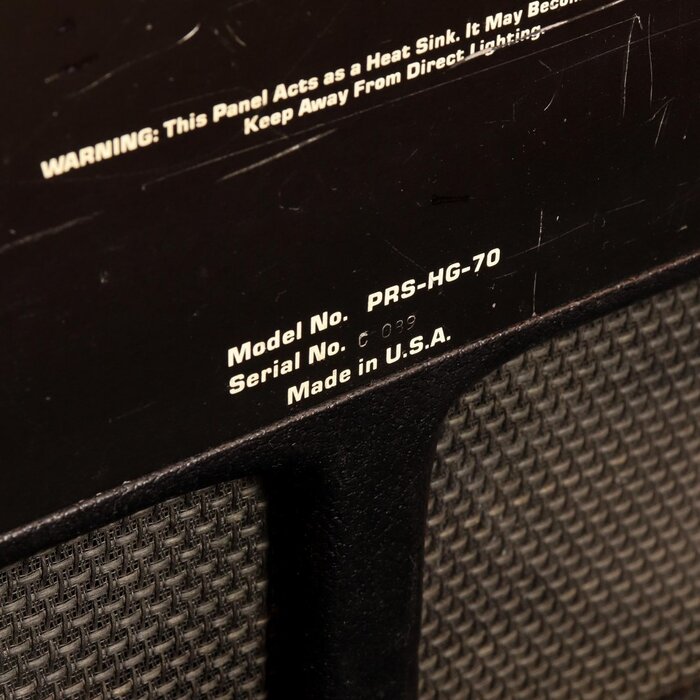 WARNING: This Panel Acts as a Heat Sink. It May
Keep Away From Direct Lighting.
Model No. PRS-HG-70
Serial No. C 039
Made in U.S.A.